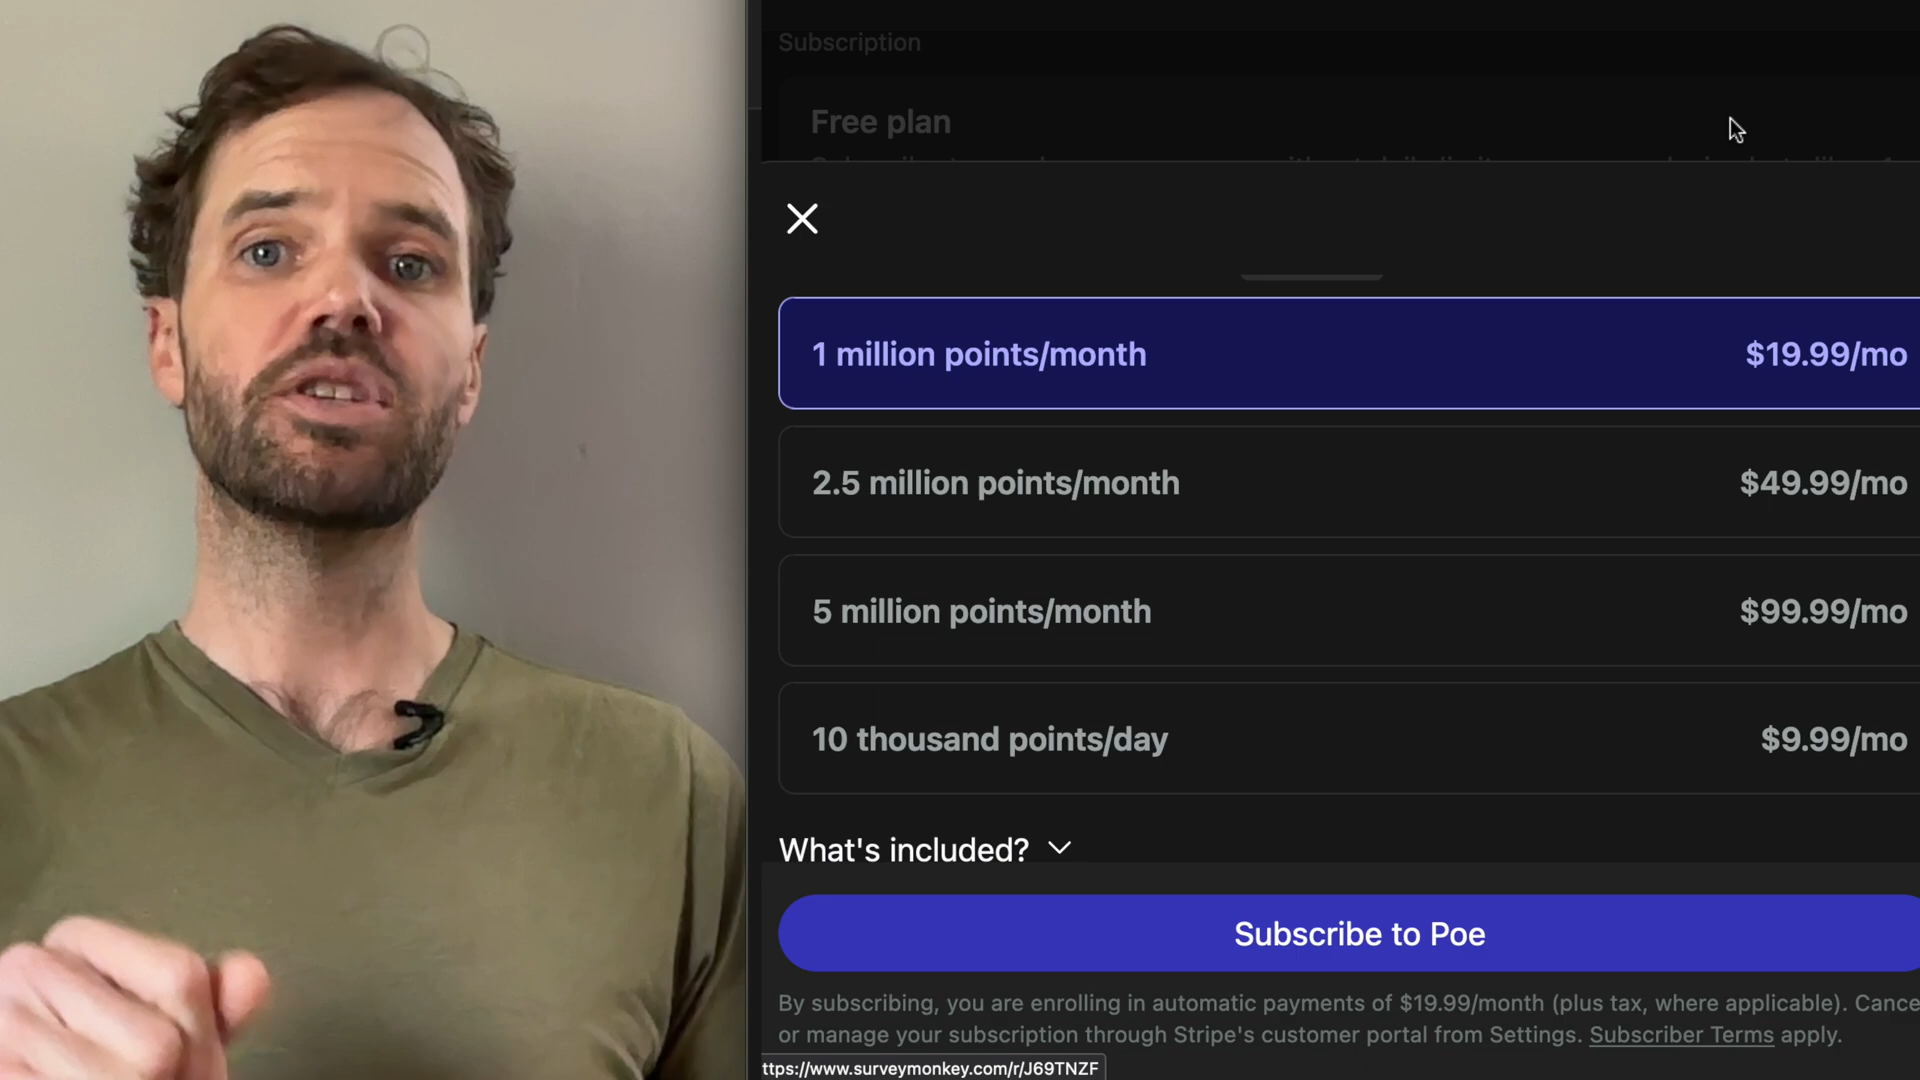 Subscription
Free plan
1 million points/month $19.99/mo
2.5 million points/month $49.99/mo
5 million points/month $99.99/mo
10 thousand points/day $9.99/mo
What's included?
Subscribe to Poe
By subscribing, you are enrolling in automatic payments of $19.99/month (plus tax, where applicable). Cance
or manage your subscription through Stripe's customer portal from Settings. Subscriber Terms apply.
ttps://www.surveymonkey.com/r/J69TNZF